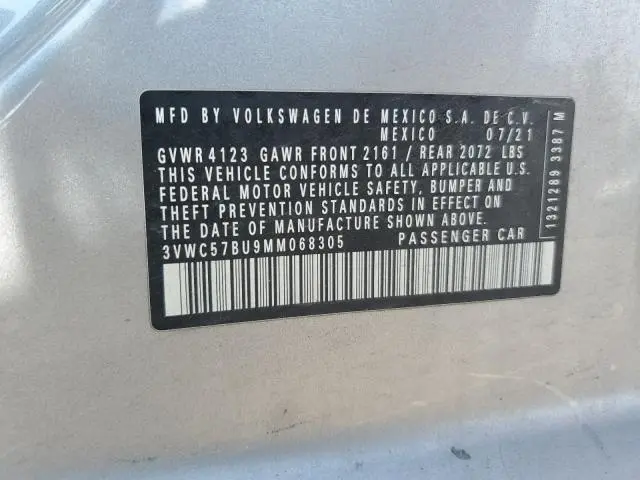 MFD BY VOLKSWAGEN DE MEXICO S.A. DE C.V.
MEXICO 07/21
GVWR 4123 GAWR FRONT 2161 / REAR 2072 LBS
THIS VEHICLE CONFORMS TO ALL APPLICABLE U.S.
FEDERAL MOTOR VEHICLE SAFETY, BUMPER AND
THEFT PREVENTION STANDARDS IN EFFECT ON
THE DATE OF MANUFACTURE SHOWN ABOVE.
3VWC57BU9MM068305 PASSENGER CAR
1321289 3387 M